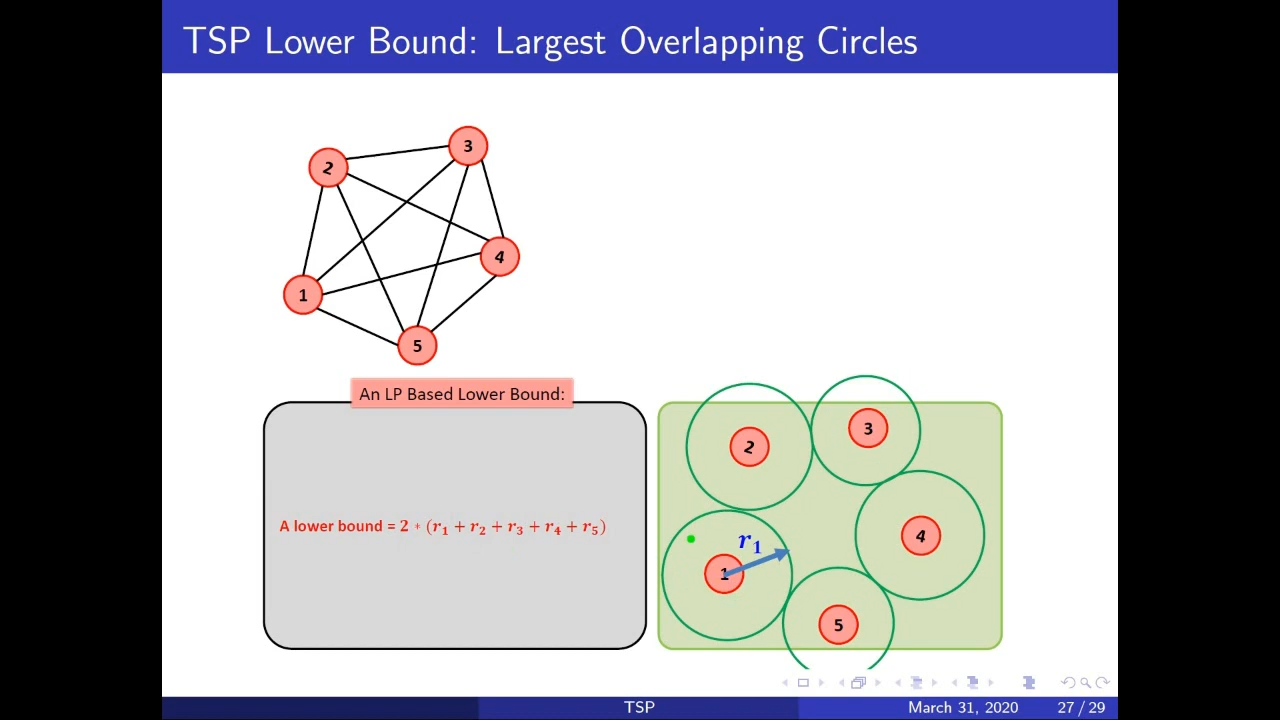 TSP Lower Bound: Largest Overlapping Circles
2
3
4
1
5
An LP Based Lower Bound:
A lower bound = 2 * (r₁ + r₂ + r₃ + r₄ + r₅)
2
3
r₁
4
1
5
TSP
March 31, 2020
27 / 29